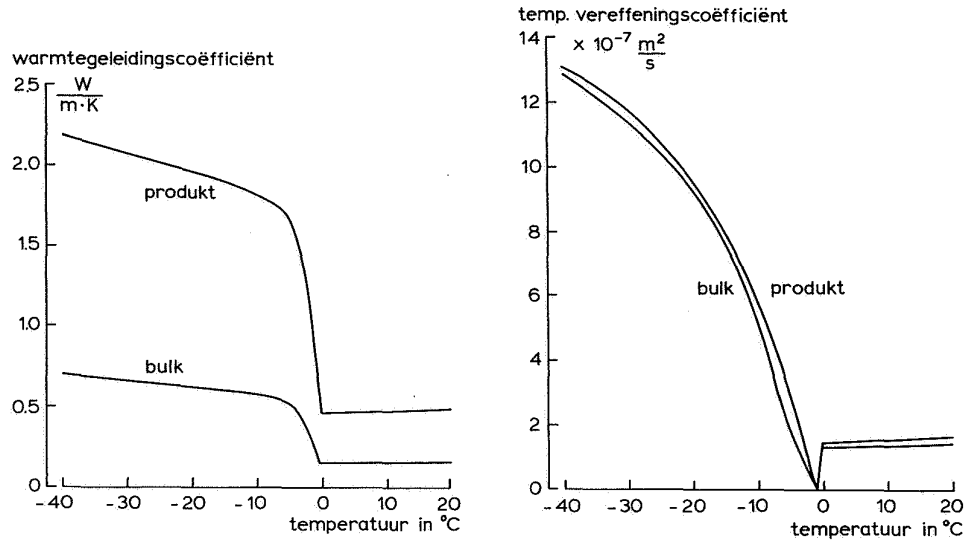 warmtegeleidingscoëfficiënt
2.5 W
m·K
2.0
1.5
1.0
0.5
0
produkt
bulk
-40 -30 -20 -10 0 10 20
temperatuur in °C
temp. vereffeningscoëfficiënt
14 × 10⁻⁷ m²
s
12
10
8
6
4
2
0
bulk produkt
-40 -30 -20 -10 0 10 20
temperatuur in °C